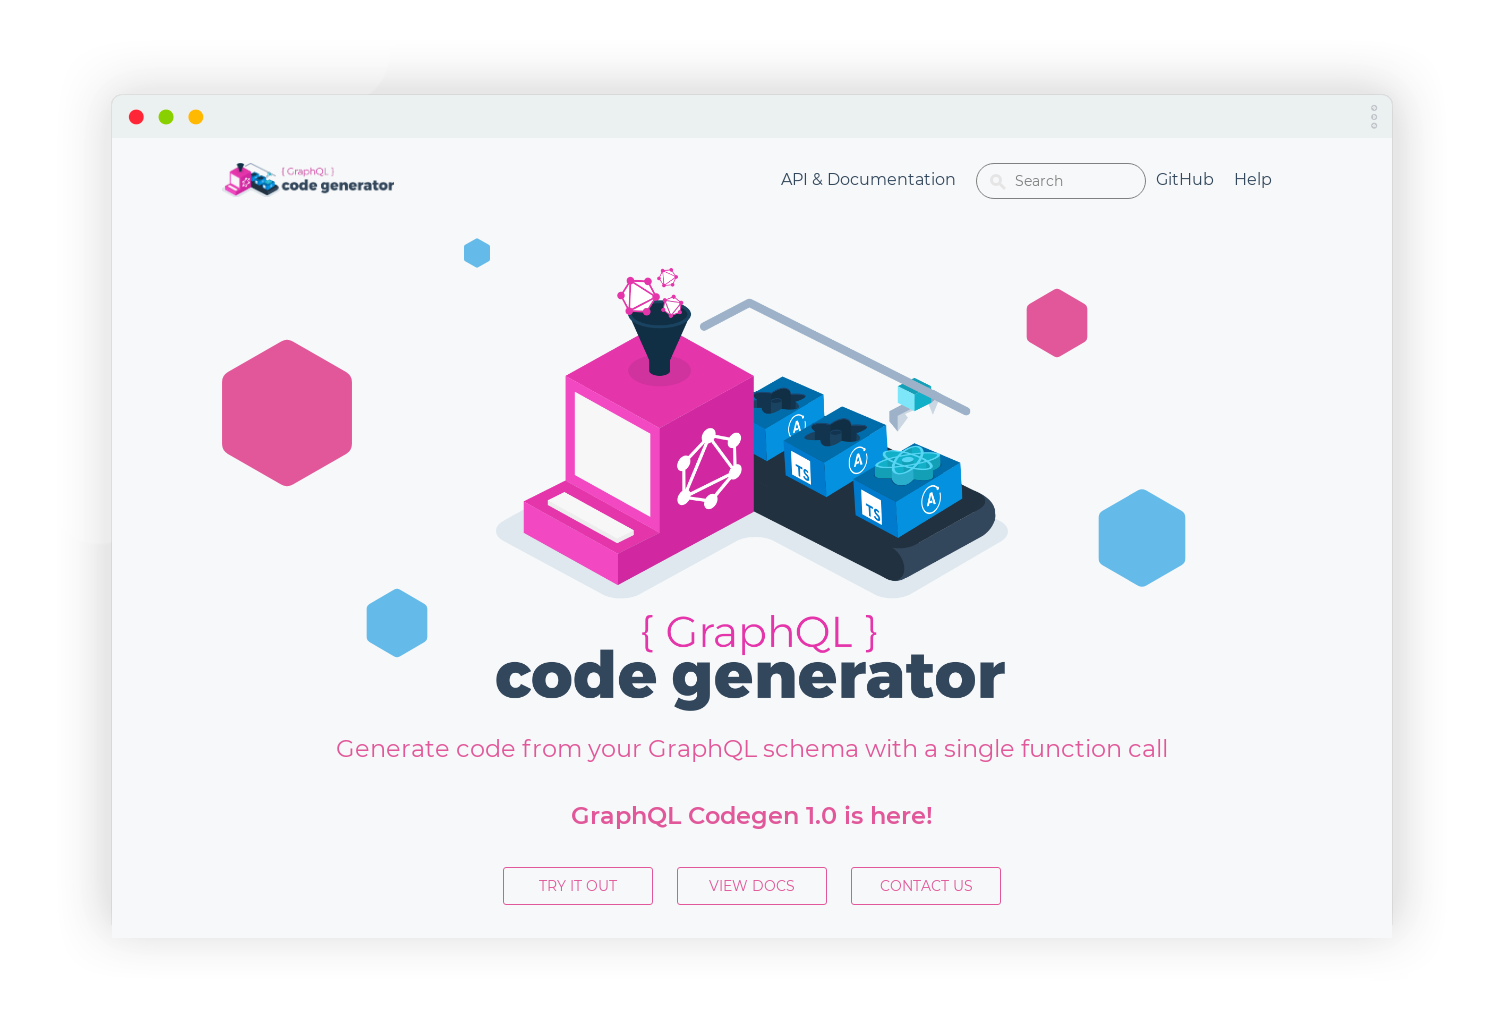 { GraphQL }
code generator
API & Documentation
Search
GitHub
Help
A
A
TS
A
TS
{ GraphQL }
code generator
Generate code from your GraphQL schema with a single function call
GraphQL Codegen 1.0 is here!
TRY IT OUT
VIEW DOCS
CONTACT US